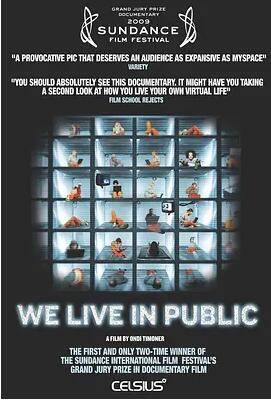 GRAND JURY PRIZE
DOCUMENTARY
2009
SUNDANCE
FILM FESTIVAL
"A PROVOCATIVE PIC THAT DESERVES AN AUDIENCE AS EXPANSIVE AS MYSPACE"
VARIETY
"YOU SHOULD ABSOLUTELY SEE THIS DOCUMENTARY. IT MIGHT HAVE YOU TAKING
A SECOND LOOK AT HOW YOU LIVE YOUR OWN VIRTUAL LIFE"
FILM SCHOOL REJECTS
WE LIVE IN PUBLIC
A FILM BY ONDI TIMONER
THE FIRST AND ONLY TWO-TIME WINNER OF
THE SUNDANCE INTERNATIONAL FILM FESTIVAL'S
GRAND JURY PRIZE IN DOCUMENTARY FILM
CELSIUS